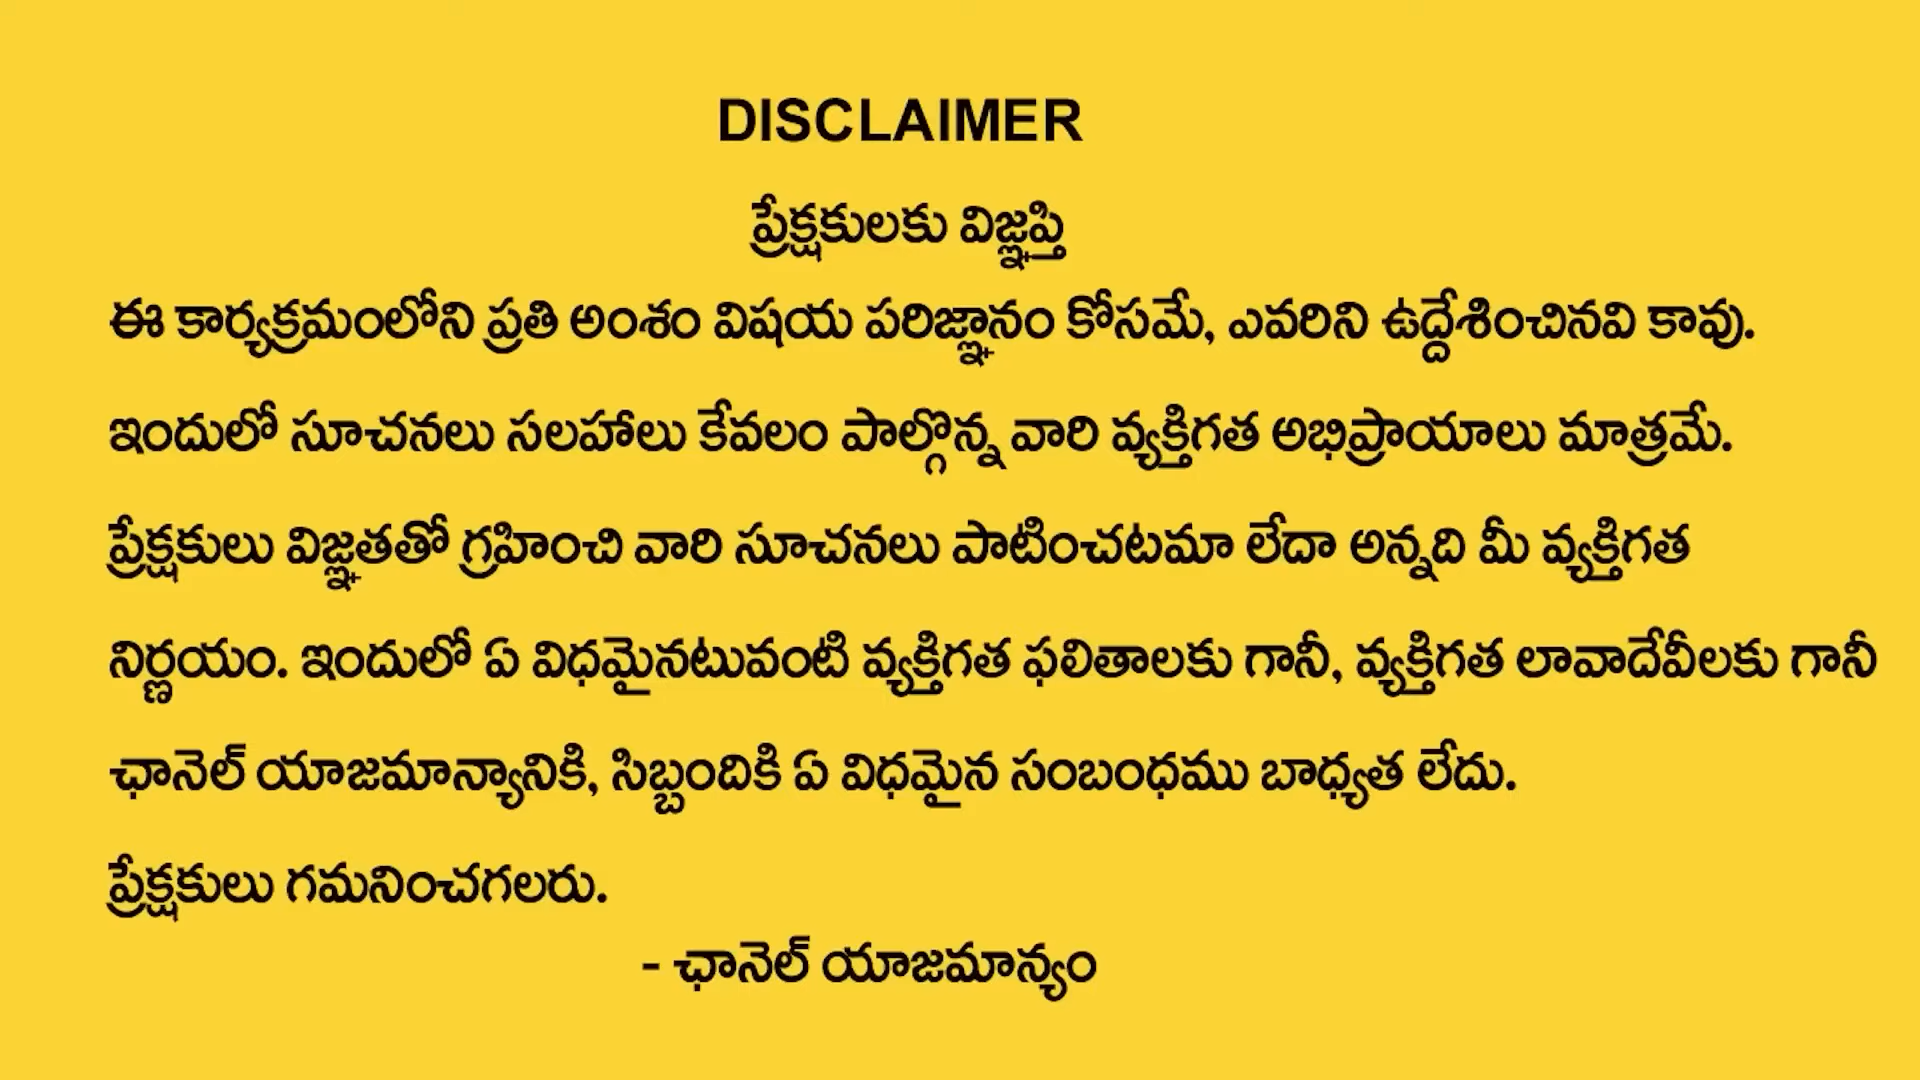 DISCLAIMER
ప్రేక్షకులకు విజ్ఞప్తి
ఈ కార్యక్రమంలోని ప్రతి అంశం విషయ పరిజ్ఞానం కోసమే, ఎవరిని ఉద్దేశించినవి కావు.
ఇందులో సూచనలు సలహాలు కేవలం పాల్గొన్న వారి వ్యక్తిగత అభిప్రాయాలు మాత్రమే.
ప్రేక్షకులు విజ్ఞతతో గ్రహించి వారి సూచనలు పాటించటమా లేదా అన్నది మీ వ్యక్తిగత
నిర్ణయం. ఇందులో ఏ విధమైనటువంటి వ్యక్తిగత ఫలితాలకు గానీ, వ్యక్తిగత లావాదేవీలకు గానీ
ఛానెల్ యాజమాన్యానికి, సిబ్బందికి ఏ విధమైన సంబంధము బాధ్యత లేదు.
ప్రేక్షకులు గమనించగలరు.
- ఛానెల్ యాజమాన్యం